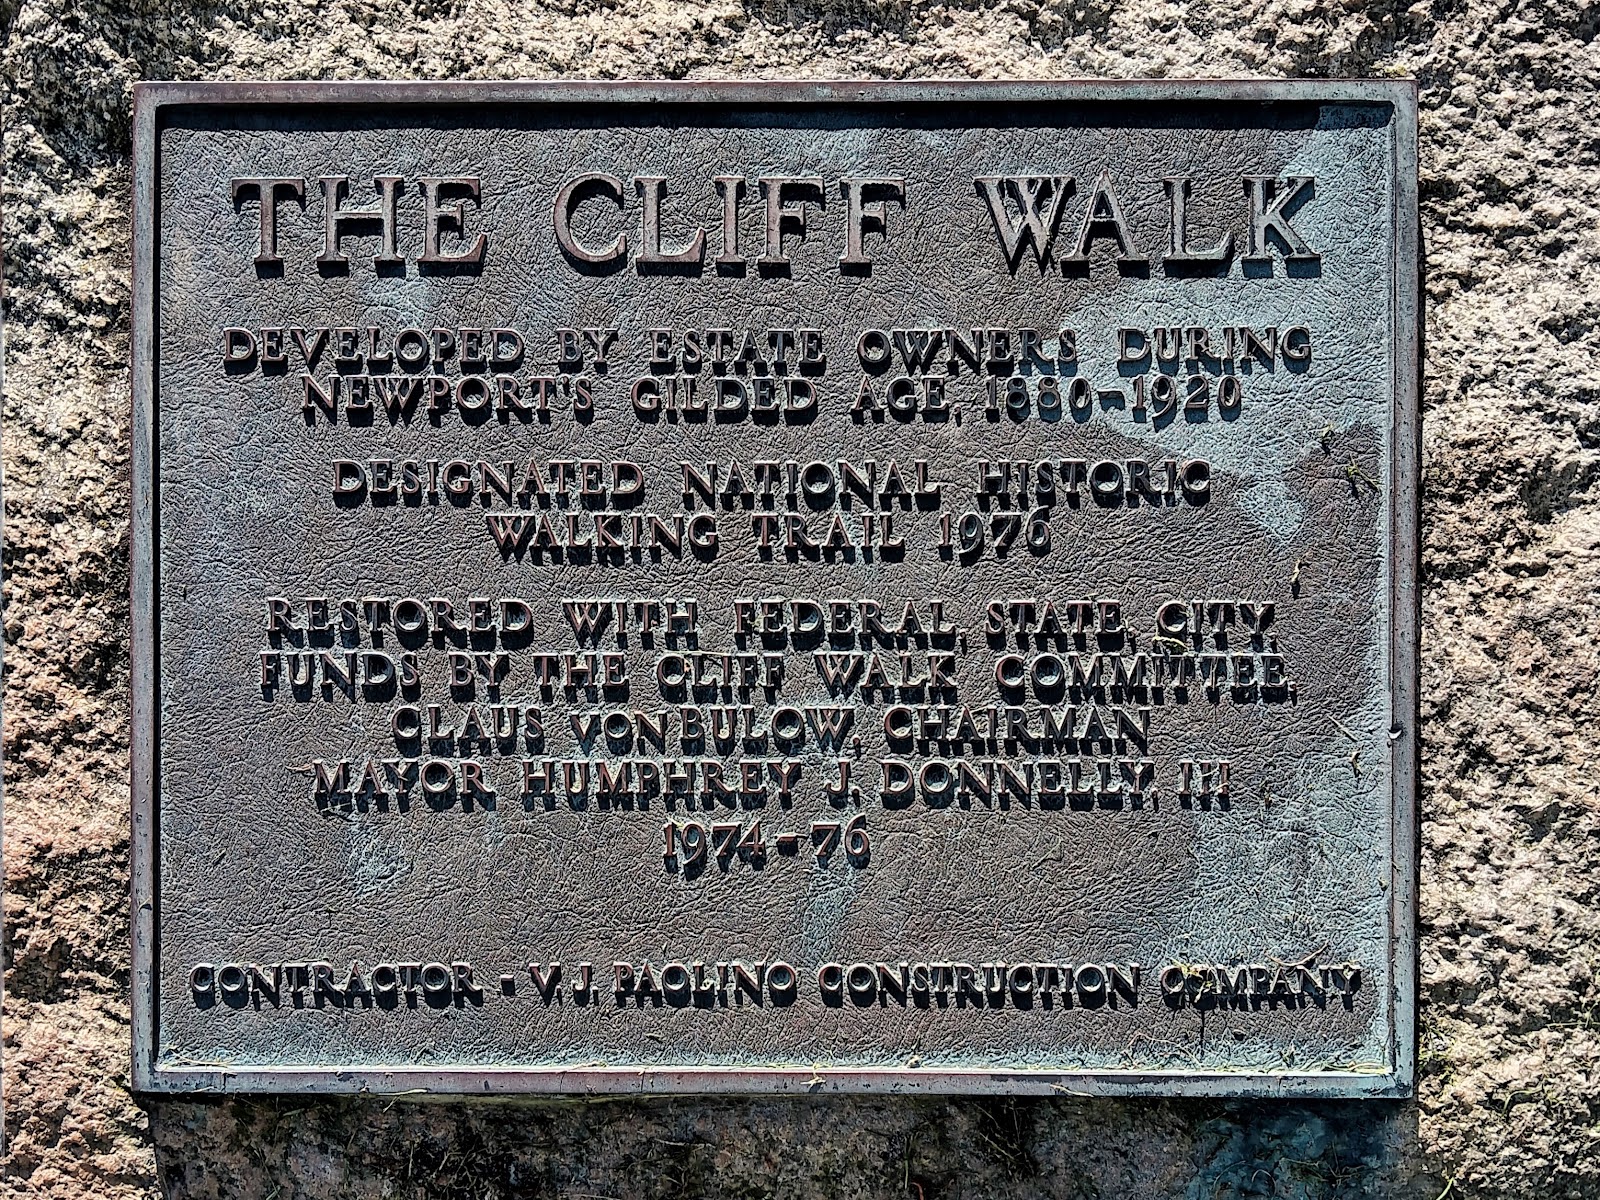 THE CLIFF WALK
DEVELOPED BY ESTATE OWNERS DURING
NEWPORT'S GILDED AGE, 1880-1920
DESIGNATED NATIONAL HISTORIC
WALKING TRAIL 1976
RESTORED WITH FEDERAL, STATE, CITY,
FUNDS BY THE CLIFF WALK COMMITTEE,
CLAUS VON BULOW, CHAIRMAN
MAYOR HUMPHREY J. DONNELLY, III
1974-76
CONTRACTOR - V.J. PAOLINO CONSTRUCTION COMPANY